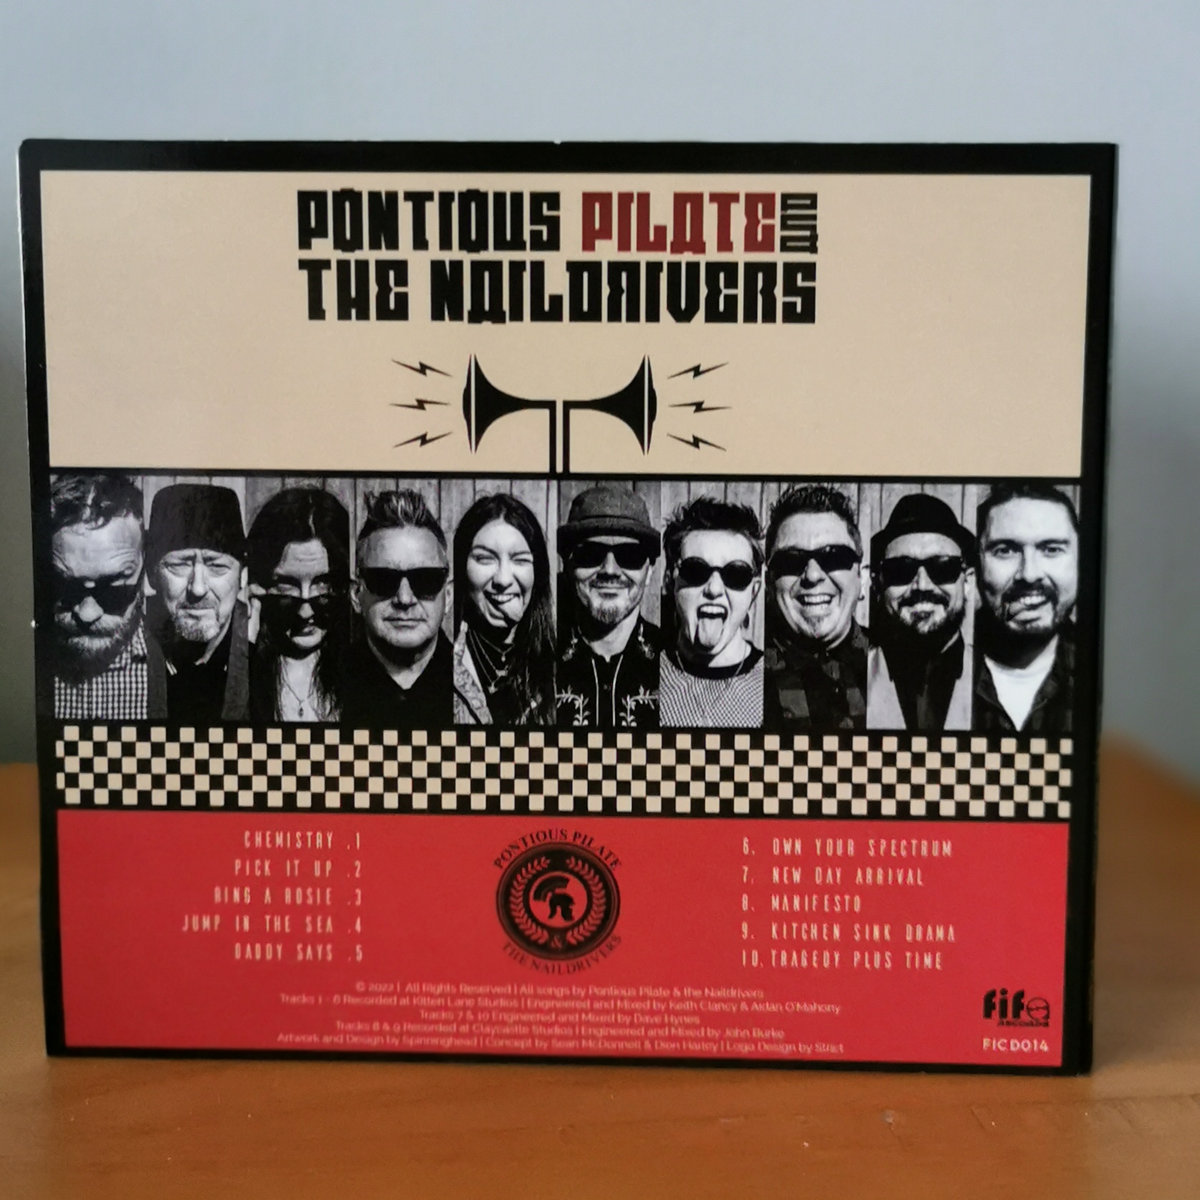 PONTIOUS PILATE AND
THE NAILDRIVERS
CHEMISTRY .1
PICK IT UP .2
RING A ROSIE .3
JUMP IN THE SEA .4
DADDY SAYS .5
PONTIOUS PILATE
&
THE NAILDRIVERS
6. OWN YOUR SPECTRUM
7. NEW DAY ARRIVAL
8. MANIFESTO
9. KITCHEN SINK DRAMA
10. TRAGEDY PLUS TIME
© 2022 | All Rights Reserved | All songs by Pontious Pilate & the Naildrivers
Tracks 1 - 6 Recorded at Kitten Lane Studios | Engineered and Mixed by Keith Clancy & Aidan O'Mahony
Tracks 7 & 10 Engineered and Mixed by Dave Hynes
Tracks 8 & 9 Recorded at Claycastle Studios | Engineered and Mixed by John Burke
Artwork and Design by Spinninghead | Concept by Sean McDonnell & Dion Harley | Logo Design by Strict
fifa
RECORDS
FICD014